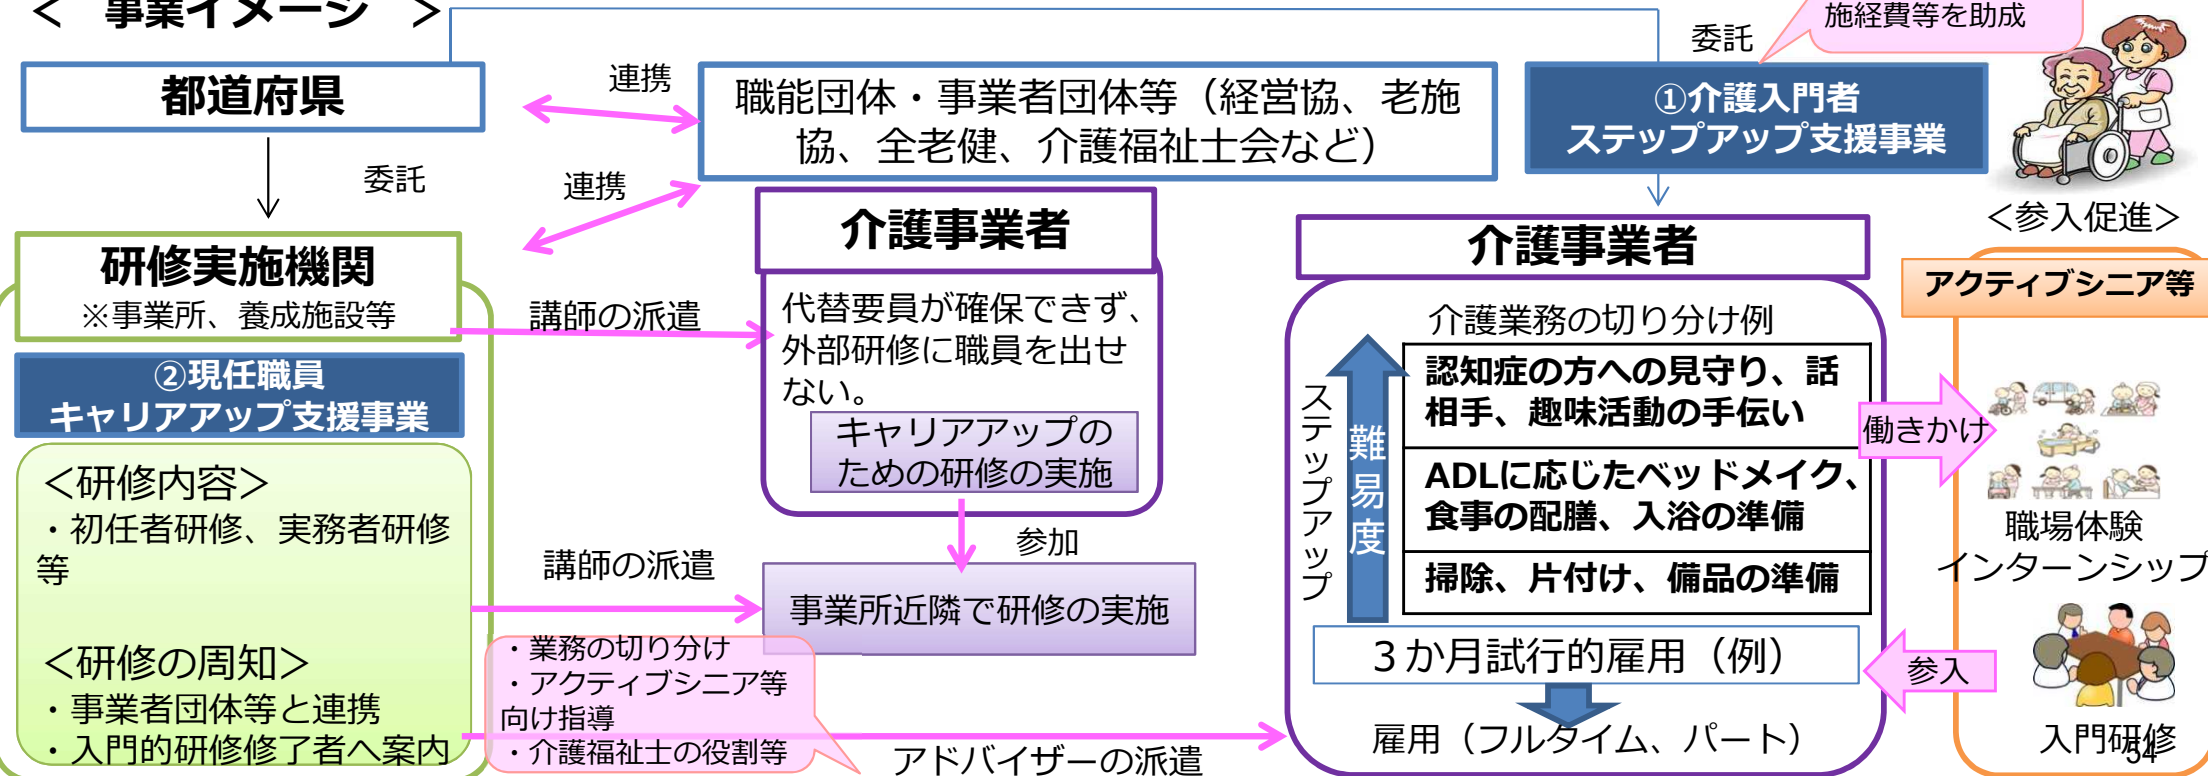 ＜　事業イメージ　＞
施経費等を助成
委託
都道府県
連携
職能団体・事業者団体等（経営協、老施
協、全老健、介護福祉士会など）
①介護入門者
ステップアップ支援事業
委託
連携
＜参入促進＞
研修実施機関
※事業所、養成施設等
講師の派遣
介護事業者
代替要員が確保できず、
外部研修に職員を出せ
ない。
キャリアアップの
ための研修の実施
参加
事業所近隣で研修の実施
②現任職員
キャリアアップ支援事業
＜研修内容＞
・初任者研修、実務者研修
等
＜研修の周知＞
・事業者団体等と連携
・入門的研修修了者へ案内
講師の派遣
・業務の切り分け
・アクティブシニア等
向け指導
・介護福祉士の役割等
アドバイザーの派遣
介護事業者
介護業務の切り分け例
ステップアップ
難易度
認知症の方への見守り、話
相手、趣味活動の手伝い
ADLに応じたベッドメイク、
食事の配膳、入浴の準備
掃除、片付け、備品の準備
３か月試行的雇用（例）
雇用（フルタイム、パート）
働きかけ
参入
アクティブシニア等
職場体験
インターンシップ
入門研修
54